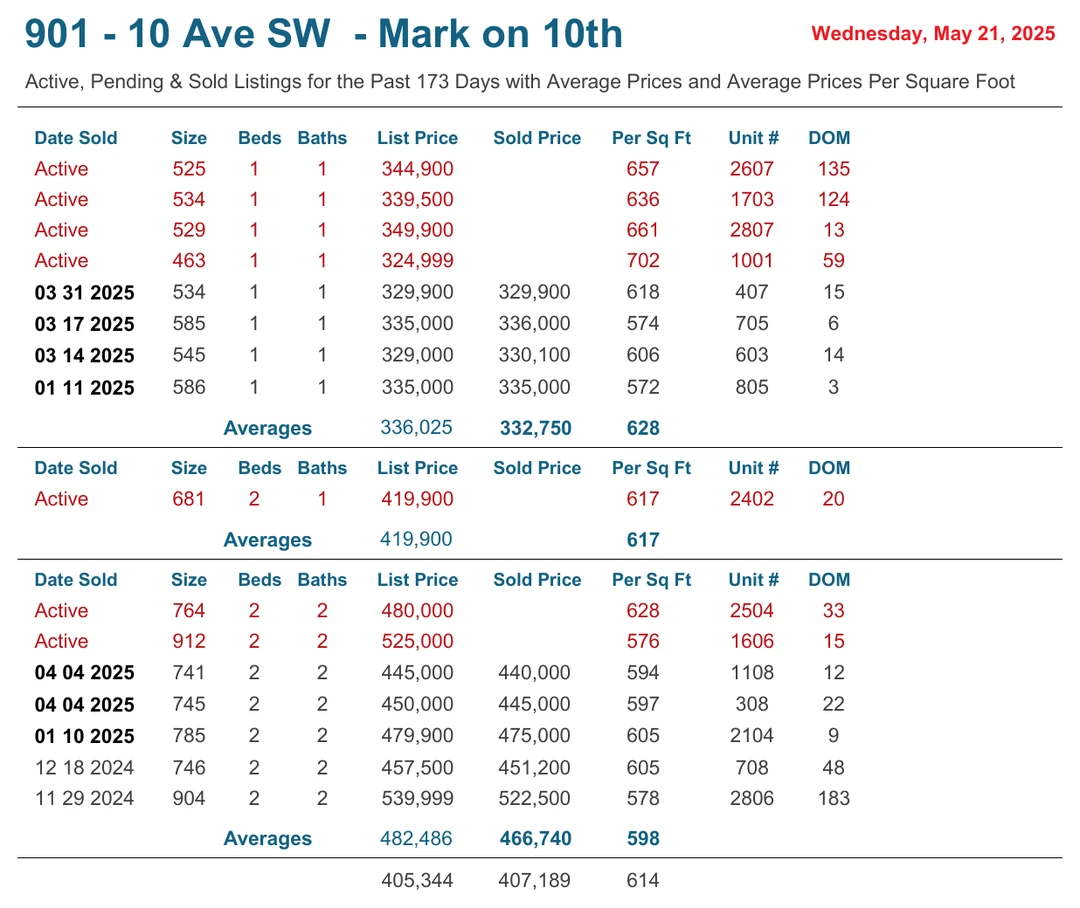 901 - 10 Ave SW - Mark on 10th Wednesday, May 21, 2025
Active, Pending & Sold Listings for the Past 173 Days with Average Prices and Average Prices Per Square Foot
Date Sold Size Beds Baths List Price Sold Price Per Sq Ft Unit # DOM
Active 525 1 1 344,900 657 2607 135
Active 534 1 1 339,500 636 1703 124
Active 529 1 1 349,900 661 2807 13
Active 463 1 1 324,999 702 1001 59
03 31 2025 534 1 1 329,900 329,900 618 407 15
03 17 2025 585 1 1 335,000 336,000 574 705 6
03 14 2025 545 1 1 329,000 330,100 606 603 14
01 11 2025 586 1 1 335,000 335,000 572 805 3
Averages 336,025 332,750 628
Date Sold Size Beds Baths List Price Sold Price Per Sq Ft Unit # DOM
Active 681 2 1 419,900 617 2402 20
Averages 419,900 617
Date Sold Size Beds Baths List Price Sold Price Per Sq Ft Unit # DOM
Active 764 2 2 480,000 628 2504 33
Active 912 2 2 525,000 576 1606 15
04 04 2025 741 2 2 445,000 440,000 594 1108 12
04 04 2025 745 2 2 450,000 445,000 597 308 22
01 10 2025 785 2 2 479,900 475,000 605 2104 9
12 18 2024 746 2 2 457,500 451,200 605 708 48
11 29 2024 904 2 2 539,999 522,500 578 2806 183
Averages 482,486 466,740 598
405,344 407,189 614